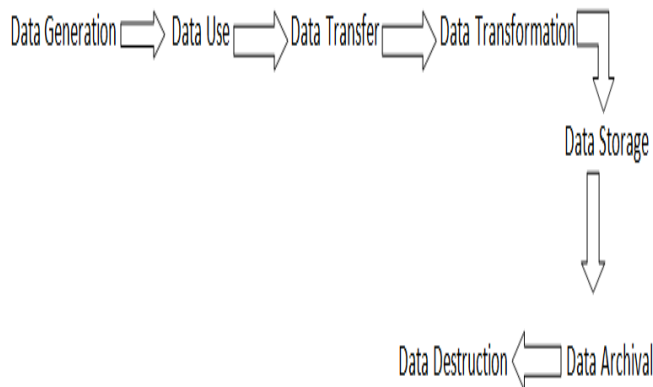 Data Generation Data Use Data Transfer Data Transformation
Data Storage
Data Destruction Data Archival